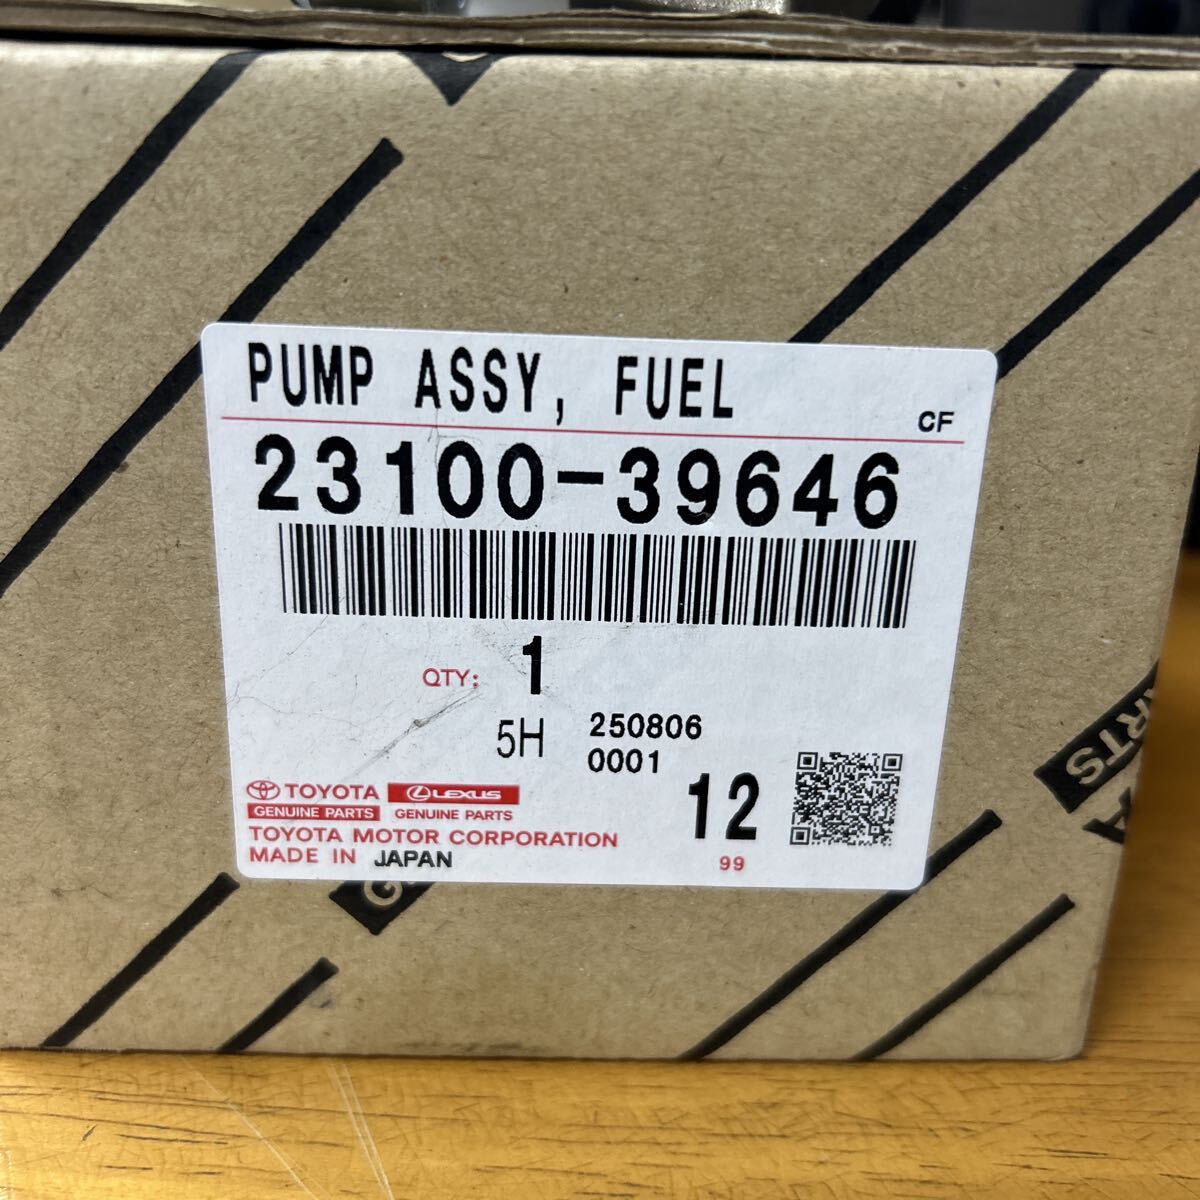 PUMP ASSY, FUEL
CF
23100-39646
QTY: 1
5H 250806
0001
12
TOYOTA LEXUS
GENUINE PARTS GENUINE PARTS
TOYOTA MOTOR CORPORATION
MADE IN JAPAN
99
ARTS
A
G